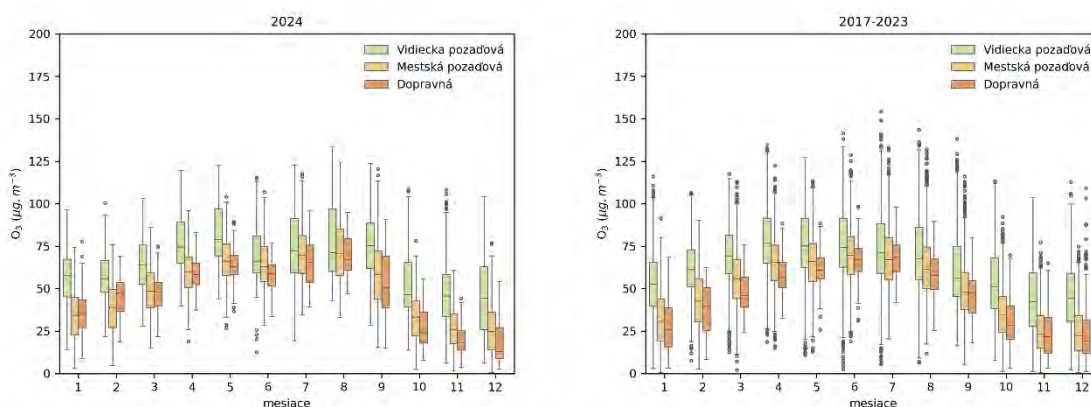 2024
200
175
150
125
100
75
50
25
0
O₃ (µg.m⁻³)
Vidiecka pozaďová
Mestská pozaďová
Dopravná
1 2 3 4 5 6 7 8 9 10 11 12
mesiace
2017-2023
200
175
150
125
100
75
50
25
0
O₃ (µg.m⁻³)
Vidiecka pozaďová
Mestská pozaďová
Dopravná
1 2 3 4 5 6 7 8 9 10 11 12
mesiace